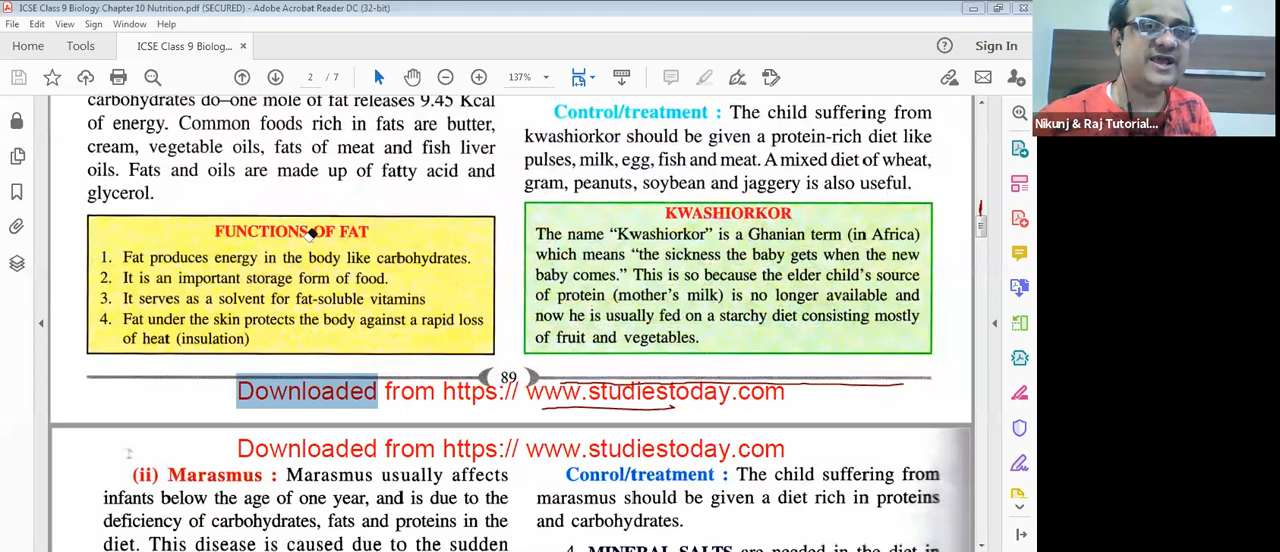 ICSE Class 9 Biology Chapter 10 Nutrition.pdf (SECURED) - Adobe Acrobat Reader DC (32-bit)
File Edit View Sign Window Help
Home Tools ICSE Class 9 Biolog... × Sign In
2 / 7 137%
carbohydrates do–one mole of fat releases 9.45 Kcal
of energy. Common foods rich in fats are butter,
cream, vegetable oils, fats of meat and fish liver
oils. Fats and oils are made up of fatty acid and
glycerol.
FUNCTIONS OF FAT
1. Fat produces energy in the body like carbohydrates.
2. It is an important storage form of food.
3. It serves as a solvent for fat-soluble vitamins
4. Fat under the skin protects the body against a rapid loss
of heat (insulation)
Control/treatment : The child suffering from
kwashiorkor should be given a protein-rich diet like
pulses, milk, egg, fish and meat. A mixed diet of wheat,
gram, peanuts, soybean and jaggery is also useful.
KWASHIORKOR
The name “Kwashiorkor” is a Ghanian term (in Africa)
which means “the sickness the baby gets when the new
baby comes.” This is so because the elder child’s source
of protein (mother’s milk) is no longer available and
now he is usually fed on a starchy diet consisting mostly
of fruit and vegetables.
89
Downloaded from https:// www.studiestoday.com
Downloaded from https:// www.studiestoday.com
(ii) Marasmus : Marasmus usually affects
infants below the age of one year, and is due to the
deficiency of carbohydrates, fats and proteins in the
diet. This disease is caused due to the sudden
Conrol/treatment : The child suffering from
marasmus should be given a diet rich in proteins
and carbohydrates.
4. MINERAL SALTS are needed in the diet in
Nikunj & Raj Tutorial...